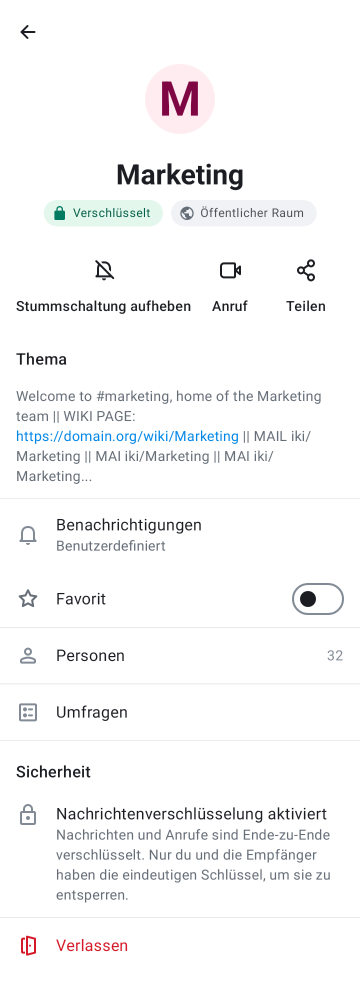 M
Marketing
Verschlüsselt
Öffentlicher Raum
Stummschaltung aufheben
Anruf
Teilen
Thema
Welcome to #marketing, home of the Marketing
team || WIKI PAGE:
https://domain.org/wiki/Marketing || MAIL iki/
Marketing || MAI iki/Marketing || MAI iki/
Marketing...
Benachrichtigungen
Benutzerdefiniert
Favorit
Personen 32
Umfragen
Sicherheit
Nachrichtenverschlüsselung aktiviert
Nachrichten und Anrufe sind Ende-zu-Ende
verschlüsselt. Nur du und die Empfänger
haben die eindeutigen Schlüssel, um sie zu
entsperren.
Verlassen